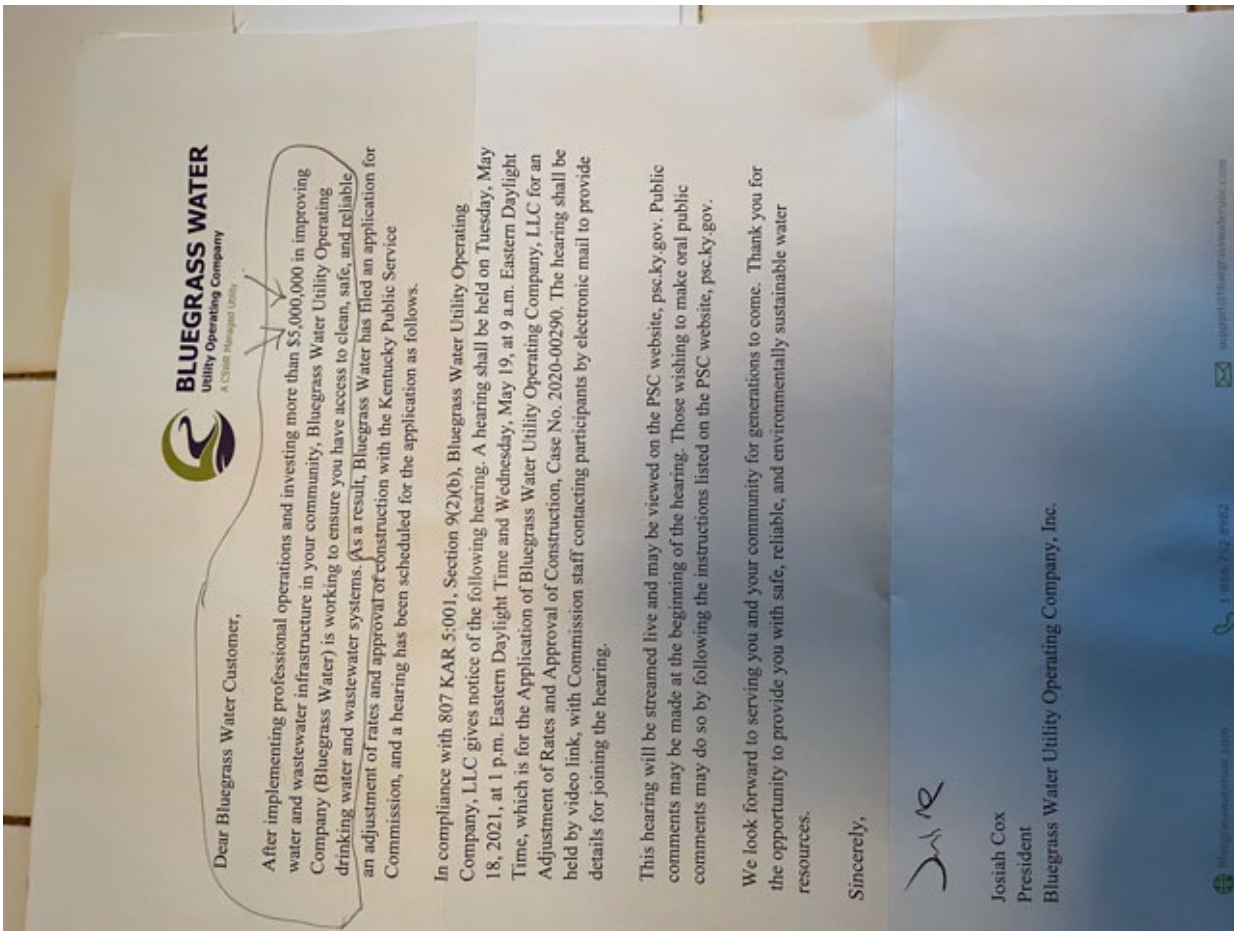 BLUEGRASS WATER
Utility Operating Company
A CSWR Managed Utility
Dear Bluegrass Water Customer,
After implementing professional operations and investing more than $5,000,000 in improving
water and wastewater infrastructure in your community, Bluegrass Water Utility Operating
Company (Bluegrass Water) is working to ensure you have access to clean, safe, and reliable
drinking water and wastewater systems. As a result, Bluegrass Water has filed an application for
an adjustment of rates and approval of construction with the Kentucky Public Service
Commission, and a hearing has been scheduled for the application as follows.
In compliance with 807 KAR 5:001, Section 9(2)(b), Bluegrass Water Utility Operating
Company, LLC gives notice of the following hearing. A hearing shall be held on Tuesday, May
18, 2021, at 1 p.m. Eastern Daylight Time and Wednesday, May 19, at 9 a.m. Eastern Daylight
Time, which is for the Application of Bluegrass Water Utility Operating Company, LLC for an
Adjustment of Rates and Approval of Construction, Case No. 2020-00290. The hearing shall be
held by video link, with Commission staff contacting participants by electronic mail to provide
details for joining the hearing.
This hearing will be streamed live and may be viewed on the PSC website, psc.ky.gov. Public
comments may be made at the beginning of the hearing. Those wishing to make oral public
comments may do so by following the instructions listed on the PSC website, psc.ky.gov.
We look forward to serving you and your community for generations to come. Thank you for
the opportunity to provide you with safe, reliable, and environmentally sustainable water
resources.
Sincerely,
Josiah Cox
President
Bluegrass Water Utility Operating Company, Inc.